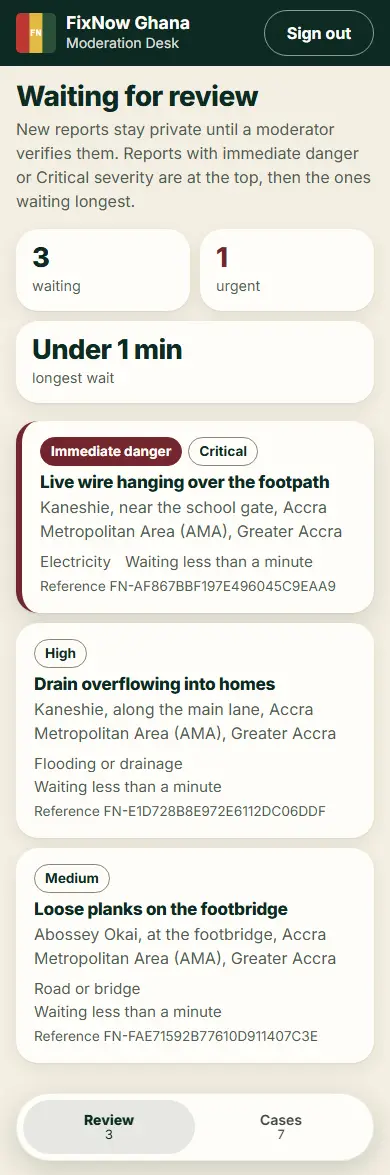 FN
FixNow Ghana
Moderation Desk
Sign out
Waiting for review
New reports stay private until a moderator
verifies them. Reports with immediate danger
or Critical severity are at the top, then the ones
waiting longest.
3
waiting
1
urgent
Under 1 min
longest wait
Immediate danger
Critical
Live wire hanging over the footpath
Kaneshie, near the school gate, Accra
Metropolitan Area (AMA), Greater Accra
Electricity Waiting less than a minute
Reference FN-AF867BBF197E496045C9EAA9
High
Drain overflowing into homes
Kaneshie, along the main lane, Accra
Metropolitan Area (AMA), Greater Accra
Flooding or drainage
Waiting less than a minute
Reference FN-E1D728B8E972E6112DC06DDF
Medium
Loose planks on the footbridge
Abossey Okai, at the footbridge, Accra
Metropolitan Area (AMA), Greater Accra
Road or bridge
Waiting less than a minute
Reference FN-FAE71592B77610D911407C3E
Review
3
Cases
7